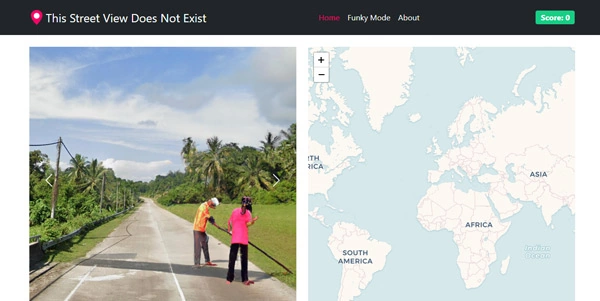 This Street View Does Not Exist
Home Funky Mode About
Score: 0
+
−
RTH
RICA
ASIA
AFRICA
SOUTH
AMERICA
Indian
Ocean